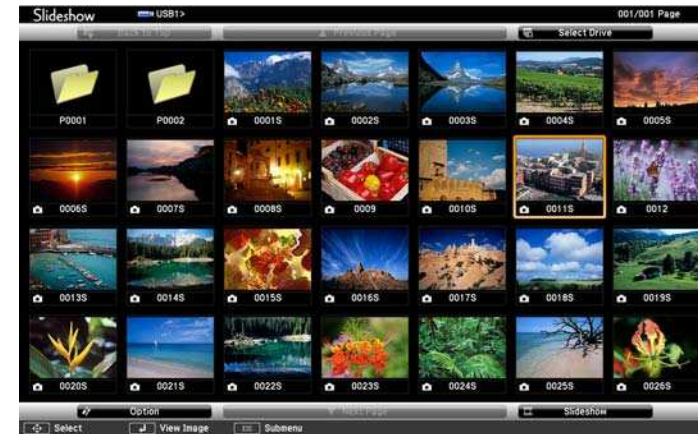 Slideshow USB1> 001/001 Page
Back to Top Previous Page Select Drive
P0001 P0002 0001S 0002S 0003S 0004S 0005S
0006S 0007S 0008S 0009 0010S 0011S 0012
0013S 0014S 0015S 0016S 0017S 0018S 0019S
0020S 0021S 0022S 0023S 0024S 0025S 0026S
Option Next Page Slideshow
Select View Image Submenu